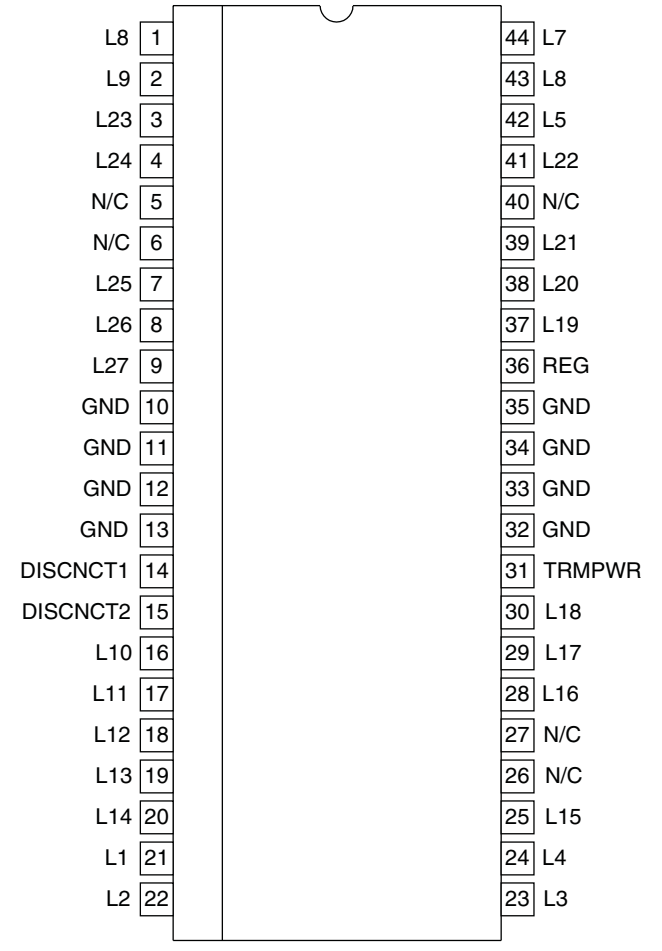 L8 1 44 L7
L9 2 43 L8
L23 3 42 L5
L24 4 41 L22
N/C 5 40 N/C
N/C 6 39 L21
L25 7 38 L20
L26 8 37 L19
L27 9 36 REG
GND 10 35 GND
GND 11 34 GND
GND 12 33 GND
GND 13 32 GND
DISCNCT1 14 31 TRMPWR
DISCNCT2 15 30 L18
L10 16 29 L17
L11 17 28 L16
L12 18 27 N/C
L13 19 26 N/C
L14 20 25 L15
L1 21 24 L4
L2 22 23 L3